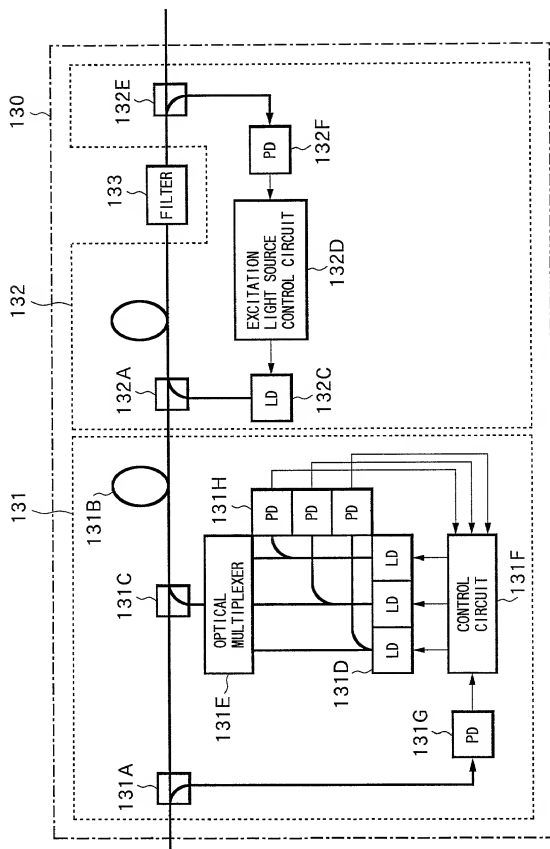 130
131
132
131A
131C
131B
132A
133
FILTER
132E
131H
PD
PD
PD
OPTICAL
MULTIPLEXER
131E
LD
LD
LD
131D
CONTROL
CIRCUIT
131F
PD
131G
LD
132C
EXCITATION
LIGHT SOURCE
CONTROL CIRCUIT
132D
PD
132F